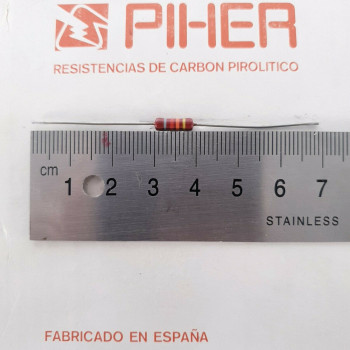 PIHER
RESISTENCIAS DE CARBON PIROLITICO
cm 1 2 3 4 5 6 7
STAINLESS
FABRICADO EN ESPAÑA